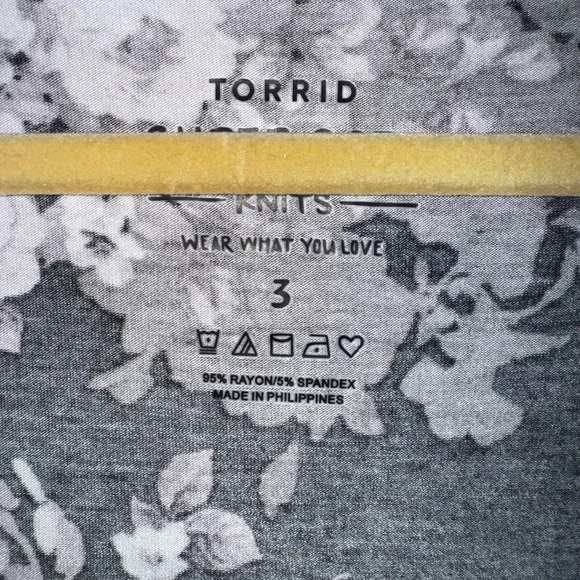 TORRID
KNITS
WEAR WHAT YOU LOVE
3
95% RAYON/5% SPANDEX
MADE IN PHILIPPINES